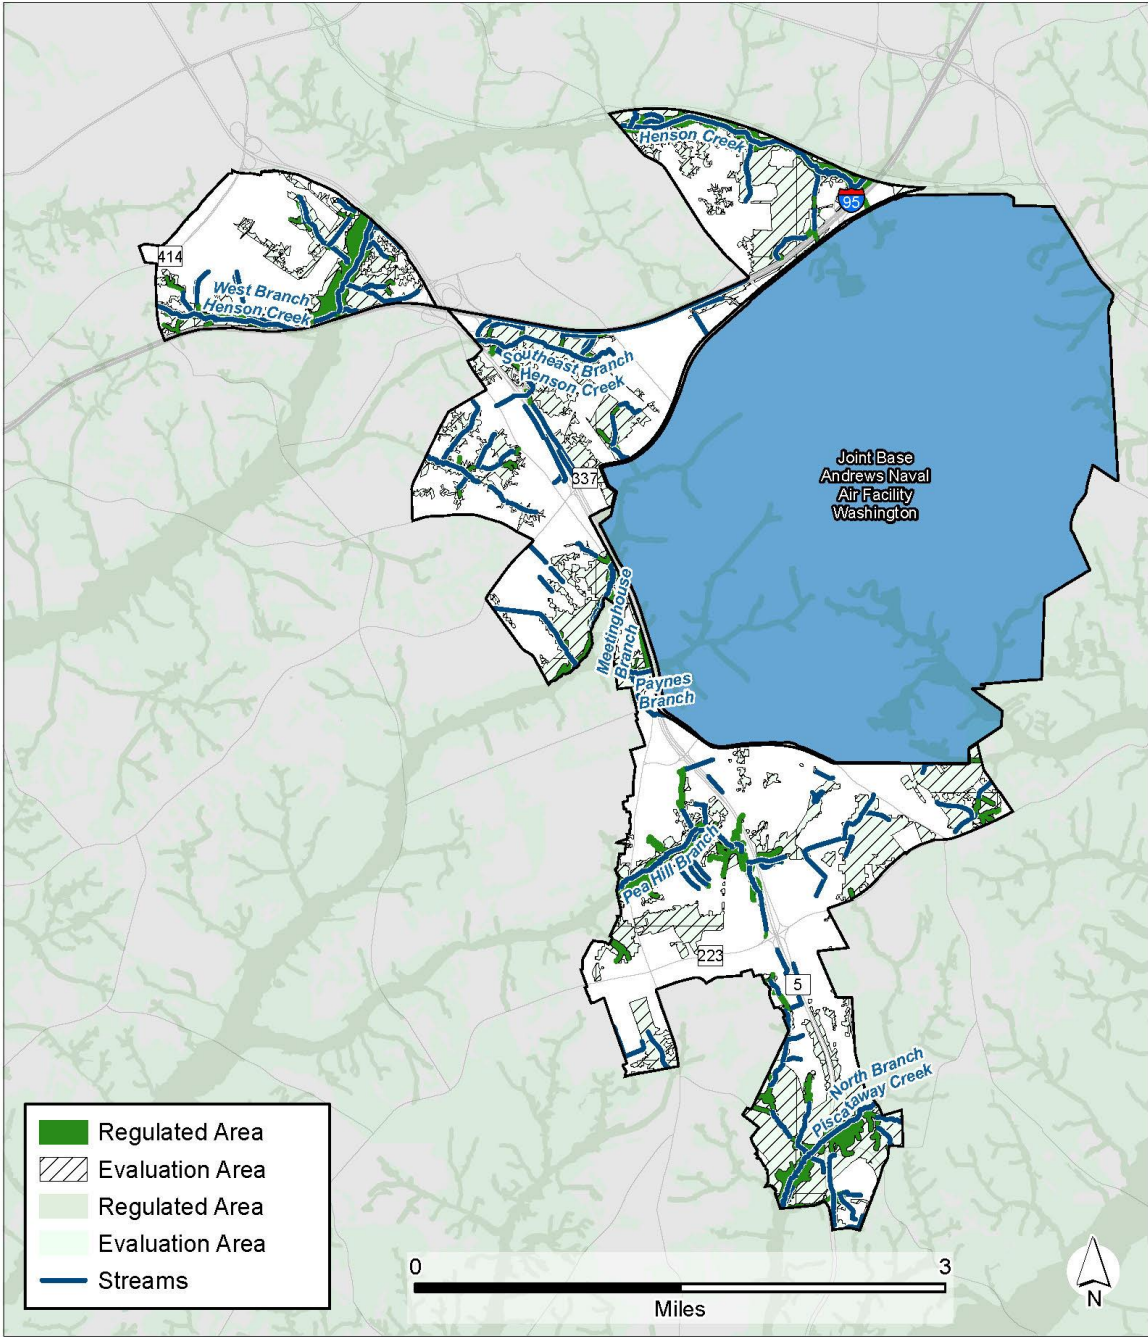 Henson Creek
95
414
West Branch
Henson Creek
Southeast Branch
Henson Creek
337
Joint Base
Andrews Naval
Air Facility
Washington
Meetinghouse
Branch
Paynes
Branch
Pea Hill Branch
223
5
North Branch
Piscataway Creek
Regulated Area
Evaluation Area
Regulated Area
Evaluation Area
Streams
0
3
Miles
N